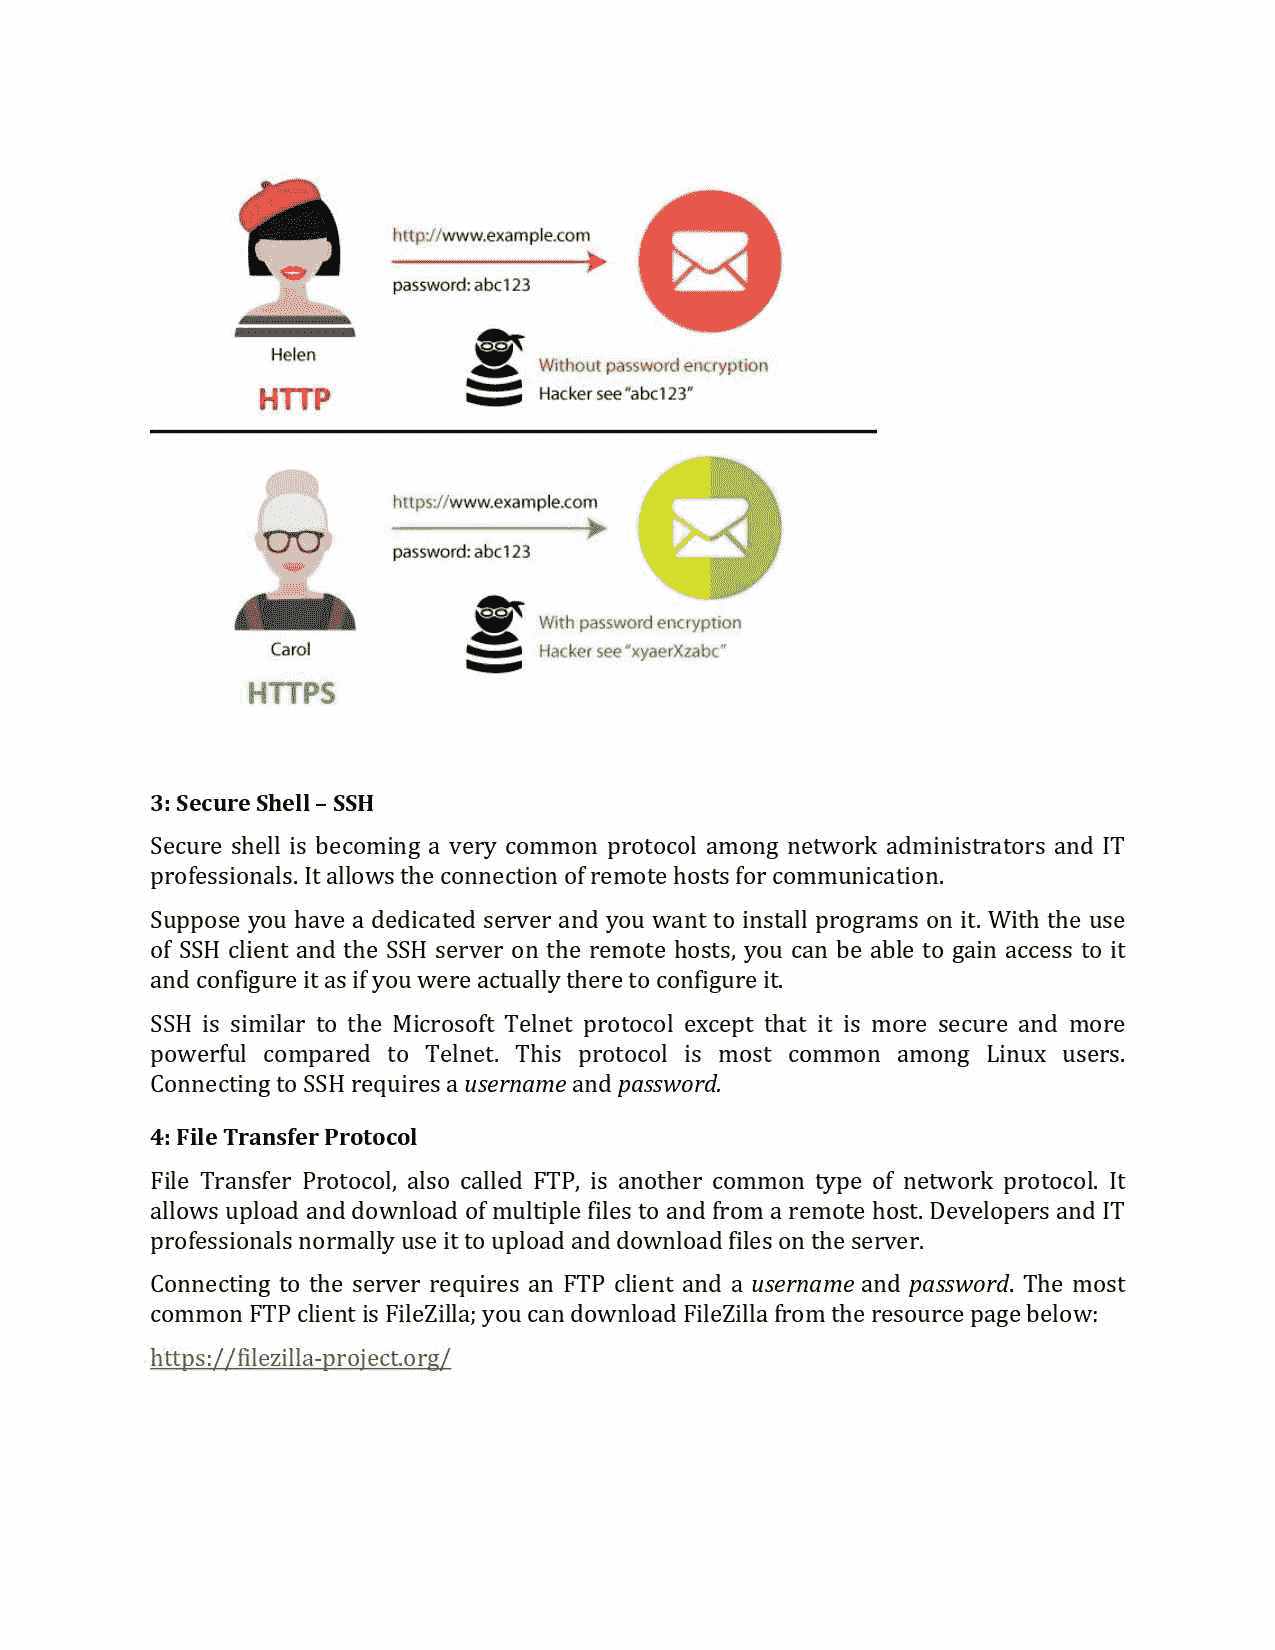 http://www.example.com
password: abc123
Helen
HTTP
Without password encryption
Hacker see "abc123"
https://www.example.com
password: abc123
With password encryption
Hacker see "xyaerXzabc"
Carol
HTTPS
3: Secure Shell – SSH
Secure shell is becoming a very common protocol among network administrators and IT
professionals. It allows the connection of remote hosts for communication.
Suppose you have a dedicated server and you want to install programs on it. With the use
of SSH client and the SSH server on the remote hosts, you can be able to gain access to it
and configure it as if you were actually there to configure it.
SSH is similar to the Microsoft Telnet protocol except that it is more secure and more
powerful compared to Telnet. This protocol is most common among Linux users.
Connecting to SSH requires a username and password.
4: File Transfer Protocol
File Transfer Protocol, also called FTP, is another common type of network protocol. It
allows upload and download of multiple files to and from a remote host. Developers and IT
professionals normally use it to upload and download files on the server.
Connecting to the server requires an FTP client and a username and password. The most
common FTP client is FileZilla; you can download FileZilla from the resource page below:
https://filezilla-project.org/